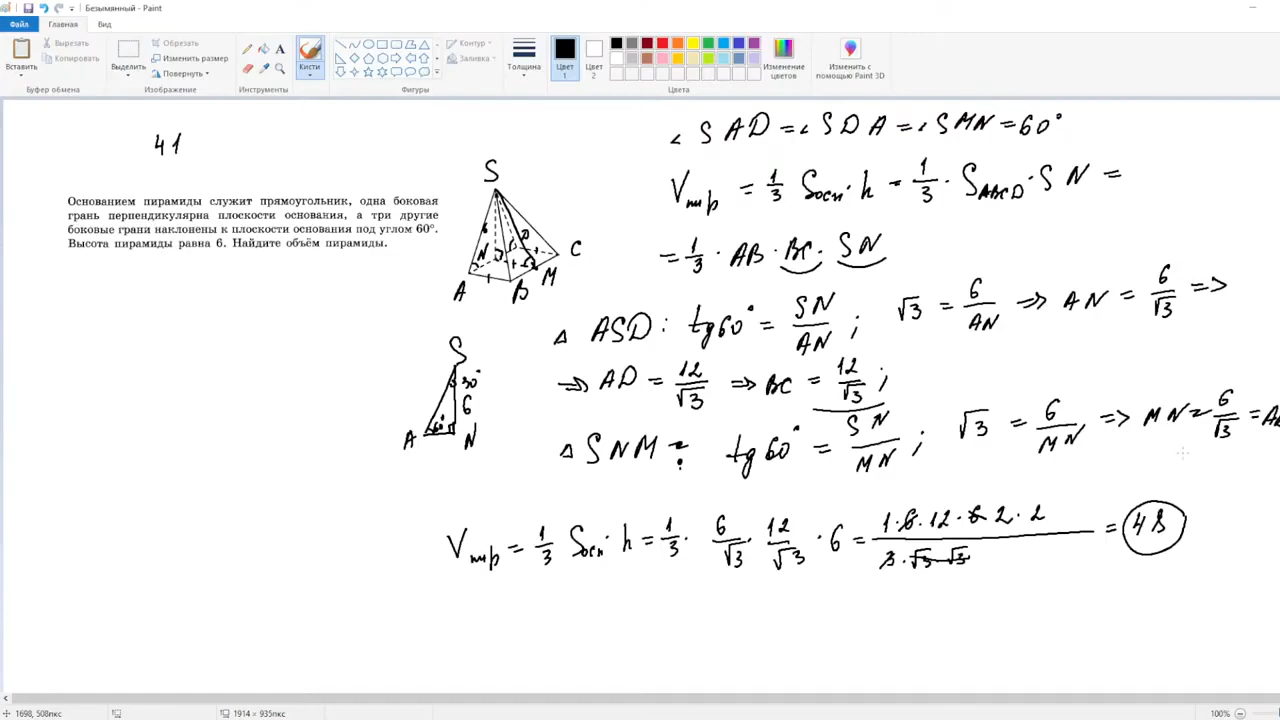 Безымянный - Paint
Файл
Главная
Вид
Вставить
Вырезать
Копировать
Буфер обмена
Выделить
Обрезать
Изменить размер
Повернуть
Изображение
Инструменты
Кисти
Фигуры
Контур
Заливка
Толщина
Цвет 1
Цвет 2
Цвета
Изменение цветов
Изменить с помощью Paint 3D
41
Основанием пирамиды служит прямоугольник, одна боковая
грань перпендикулярна плоскости основания, а три другие
боковые грани наклонены к плоскости основания под углом 60°.
Высота пирамиды равна 6. Найдите объём пирамиды.
S
6
N
D
C
A
B
M
S
30°
6
60°
A
N
∠SAD = ∠SDA = ∠SMN = 60°
Vпир = 1/3 Sосн · h = 1/3 · SABCD · SN =
= 1/3 · AB · BC · SN
△ ASD: tg60° = SN/AN ; √3 = 6/AN => AN = 6/√3 =>
=> AD = 12/√3 => BC = 12/√3 ;
△ SNM: tg60° = SN/MN ; √3 = 6/MN => MN = 6/√3 =
Vпир = 1/3 Sосн · h = 1/3 · 6/√3 · 12/√3 · 6 = 1·6·12·6 2·2/3·√3·√3 = 48
1698, 508пкс
1914 × 935пкс
100%